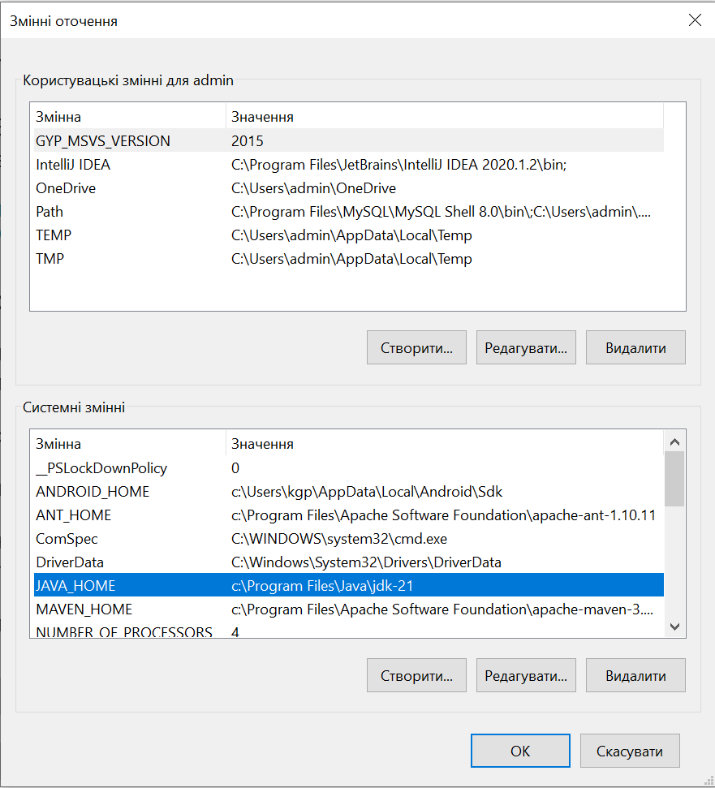 Змінні оточення
Користувацькі змінні для admin
Змінна Значення
GYP_MSVS_VERSION 2015
IntelliJ IDEA C:\Program Files\JetBrains\IntelliJ IDEA 2020.1.2\bin;
OneDrive C:\Users\admin\OneDrive
Path C:\Program Files\MySQL\MySQL Shell 8.0\bin\;C:\Users\admin\....
TEMP C:\Users\admin\AppData\Local\Temp
TMP C:\Users\admin\AppData\Local\Temp
Створити... Редагувати... Видалити
Системні змінні
Змінна Значення
__PSLockDownPolicy 0
ANDROID_HOME c:\Users\kgp\AppData\Local\Android\Sdk
ANT_HOME c:\Program Files\Apache Software Foundation\apache-ant-1.10.11
ComSpec C:\WINDOWS\system32\cmd.exe
DriverData C:\Windows\System32\Drivers\DriverData
JAVA_HOME c:\Program Files\Java\jdk-21
MAVEN_HOME c:\Program Files\Apache Software Foundation\apache-maven-3....
NUMBER_OF_PROCESSORS 4
Створити... Редагувати... Видалити
ОК Скасувати